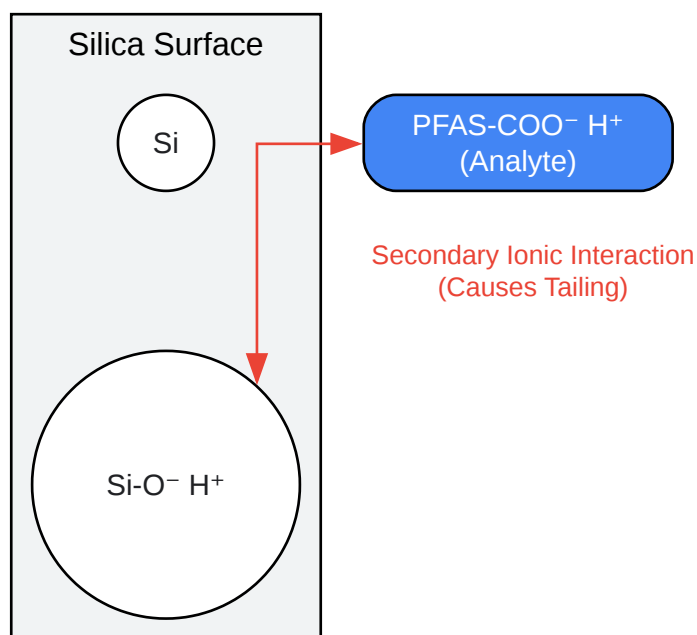 Silica Surface
Si
PFAS-COO⁻ H⁺
(Analyte)
Secondary Ionic Interaction
(Causes Tailing)
Si-O⁻ H⁺